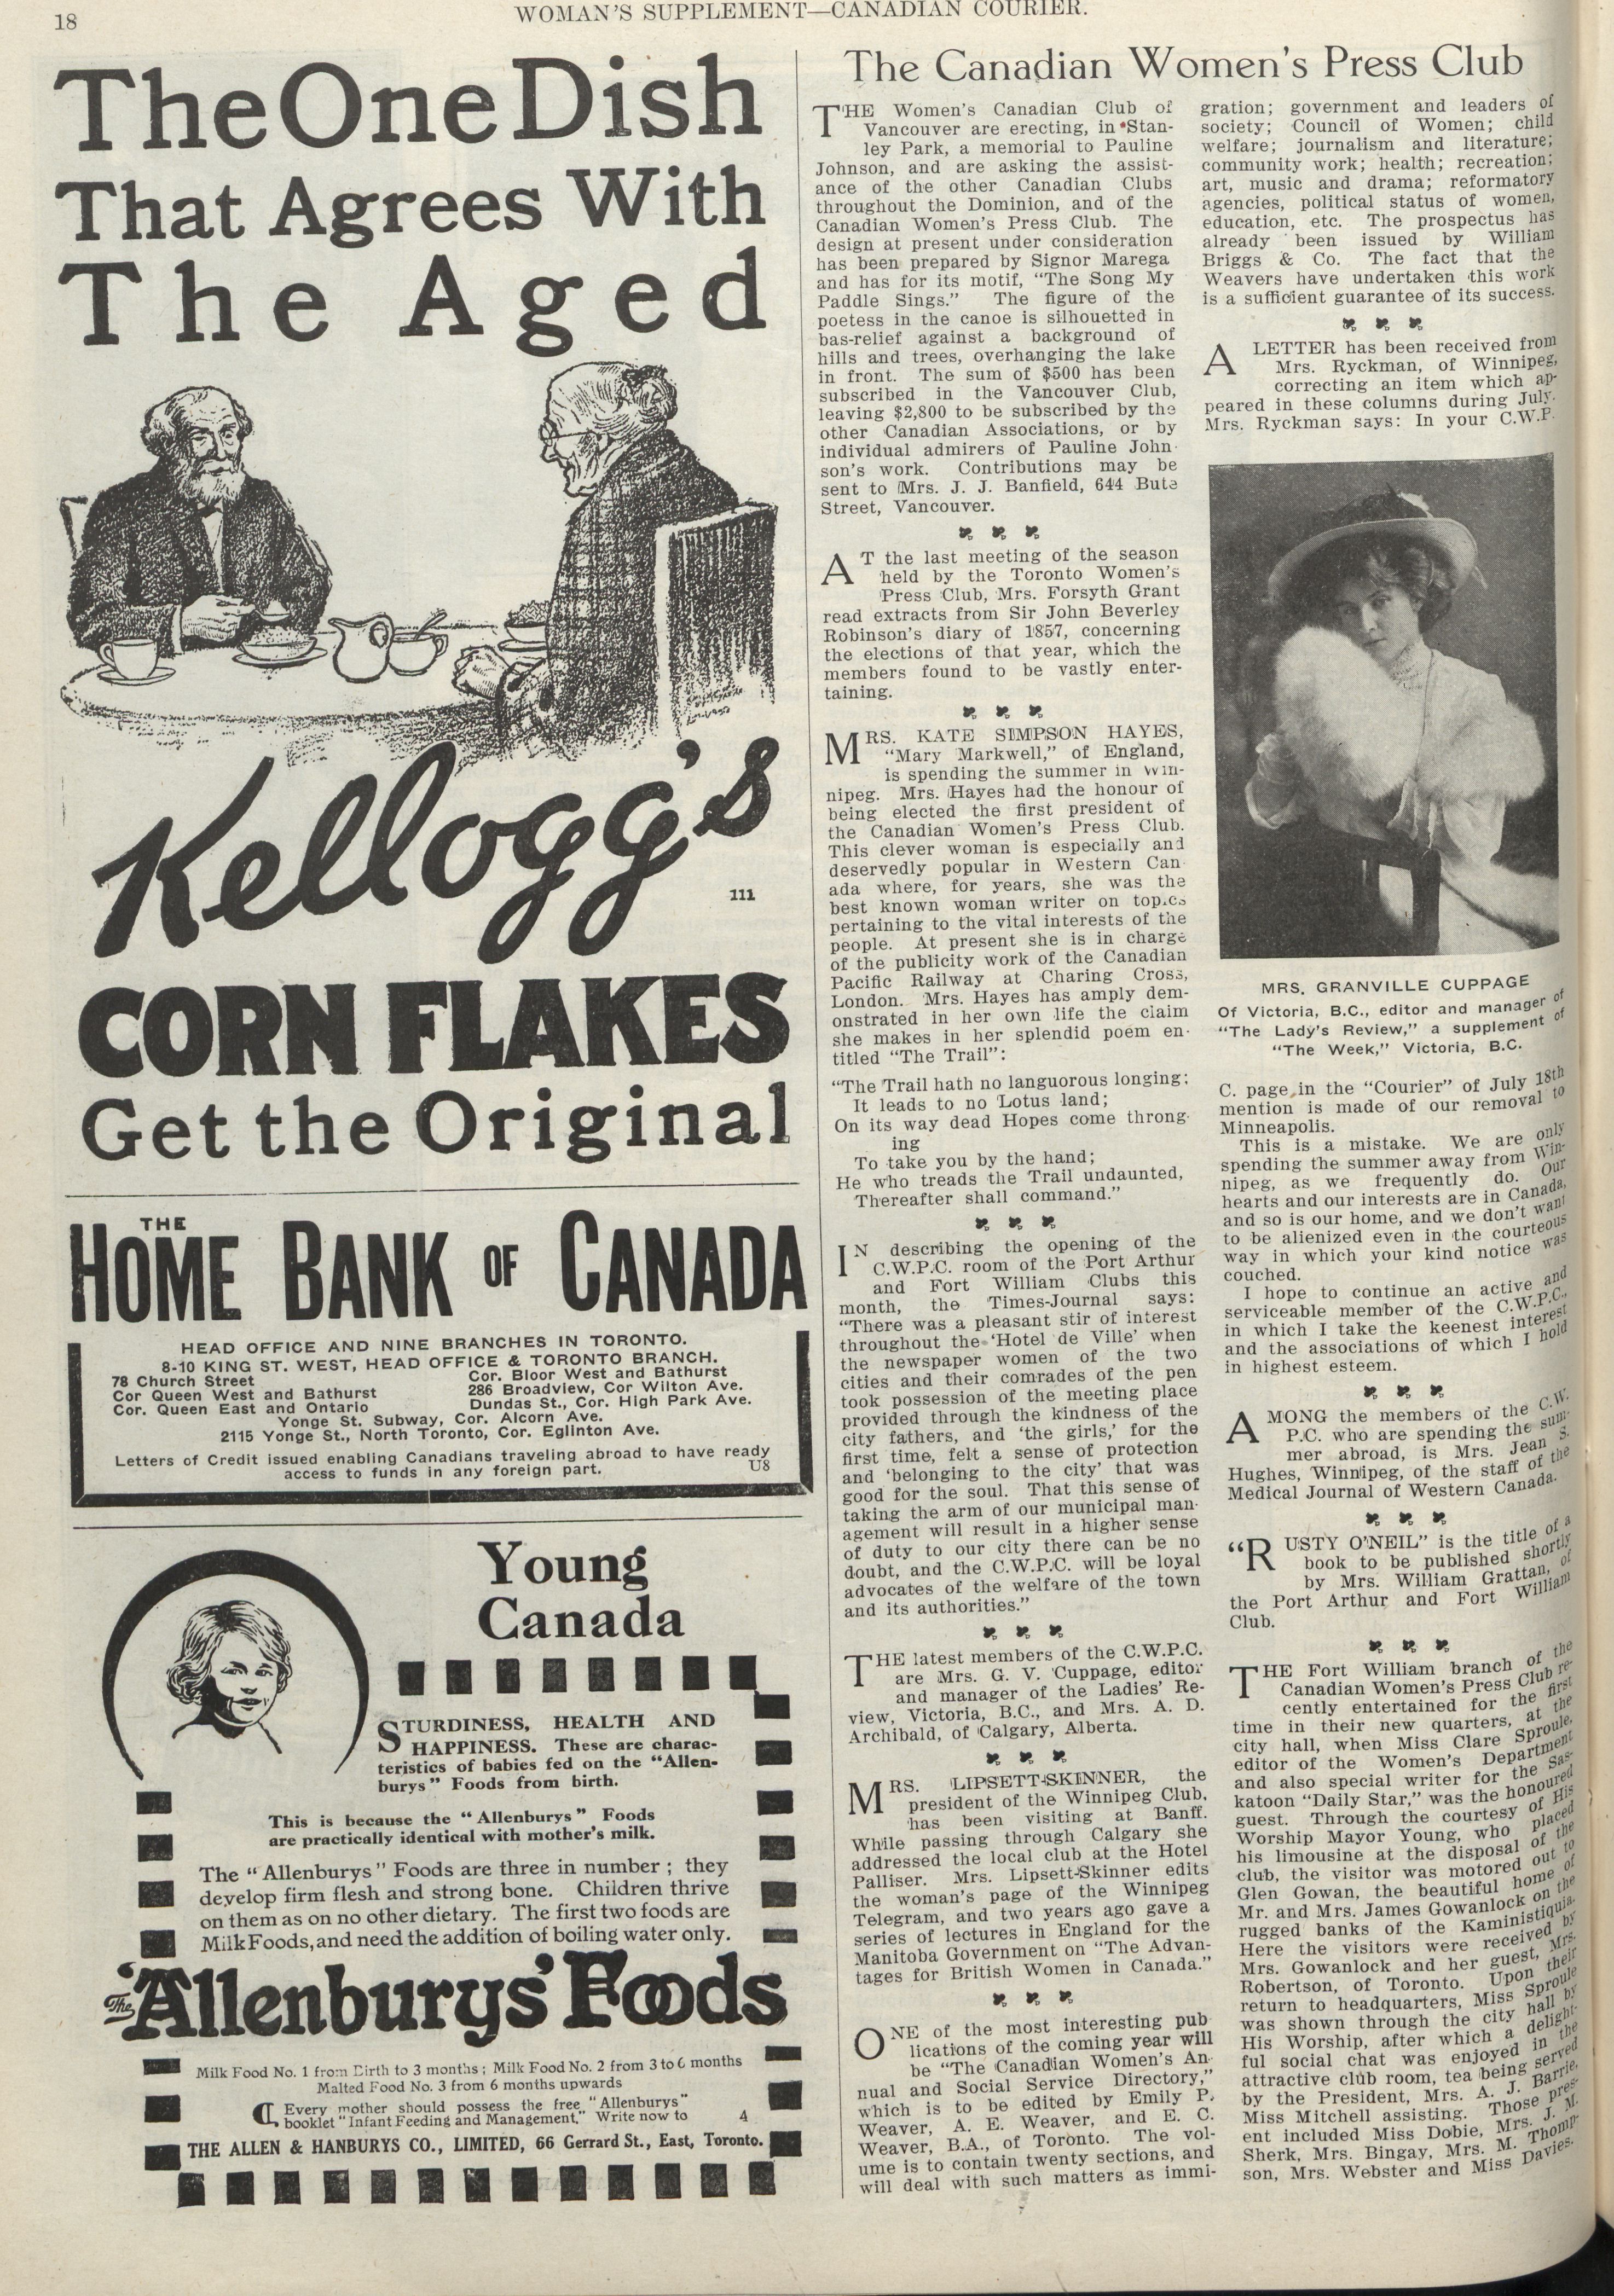 18
WOMAN'S SUPPLEMENT—CANADIAN COURIER.
The One Dish
That Agrees With
The Aged
Kellogg's
111
CORN FLAKES
Get the Original
THE
HOME BANK OF CANADA
HEAD OFFICE AND NINE BRANCHES IN TORONTO.
8-10 KING ST. WEST, HEAD OFFICE & TORONTO BRANCH.
78 Church Street
Cor. Bloor West and Bathurst
Cor Queen West and Bathurst
286 Broadview, Cor Wilton Ave.
Cor. Queen East and Ontario
Dundas St., Cor. High Park Ave.
Yonge St. Subway, Cor. Alcorn Ave.
2115 Yonge St., North Toronto, Cor. Eglinton Ave.
Letters of Credit issued enabling Canadians traveling abroad to have ready
access to funds in any foreign part.
U8
Young
Canada
STURDINESS, HEALTH AND
HAPPINESS. These are charac-
teristics of babies fed on the "Allen-
burys" Foods from birth.
This is because the "Allenburys" Foods
are practically identical with mother's milk.
The "Allenburys" Foods are three in number; they
develop firm flesh and strong bone. Children thrive
on them as on no other dietary. The first two foods are
Milk Foods, and need the addition of boiling water only.
The 'Allenburys' Foods
Milk Food No. 1 from Birth to 3 months; Milk Food No. 2 from 3 to 6 months
Malted Food No. 3 from 6 months upwards
Every mother should possess the free "Allenburys"
booklet "Infant Feeding and Management." Write now to 4
THE ALLEN & HANBURYS CO., LIMITED, 66 Gerrard St., East, Toronto.
The Canadian Women's Press Club
THE Women's Canadian Club of
Vancouver are erecting, in Stan-
ley Park, a memorial to Pauline
Johnson, and are asking the assist-
ance of the other Canadian Clubs
throughout the Dominion, and of the
Canadian Women's Press Club. The
design at present under consideration
has been prepared by Signor Marega
and has for its motif, "The Song My
Paddle Sings." The figure of the
poetess in the canoe is silhouetted in
bas-relief against a background of
hills and trees, overhanging the lake
in front. The sum of $500 has been
subscribed in the Vancouver Club,
leaving $2,800 to be subscribed by the
other Canadian Associations, or by
individual admirers of Pauline John-
son's work. Contributions may be
sent to Mrs. J. J. Banfield, 644 Bute
Street, Vancouver.
AT the last meeting of the season
held by the Toronto Women's
Press Club, Mrs. Forsyth Grant
read extracts from Sir John Beverley
Robinson's diary of 1857, concerning
the elections of that year, which the
members found to be vastly enter-
taining.
MRS. KATE SIMPSON HAYES,
"Mary Markwell," of England,
is spending the summer in Win-
nipeg. Mrs. Hayes had the honour of
being elected the first president of
the Canadian Women's Press Club.
This clever woman is especially and
deservedly popular in Western Can-
ada where, for years, she was the
best known woman writer on topics
pertaining to the vital interests of the
people. At present she is in charge
of the publicity work of the Canadian
Pacific Railway at Charing Cross,
London. Mrs. Hayes has amply dem-
onstrated in her own life the claim
she makes in her splendid poem en-
titled "The Trail":
"The Trail hath no languorous longing;
It leads to no Lotus land;
On its way dead Hopes come throng-
ing
To take you by the hand;
He who treads the Trail undaunted,
Thereafter shall command."
IN describing the opening of the
C.W.P.C. room of the Port Arthur
and Fort William Clubs this
month, the Times-Journal says:
"There was a pleasant stir of interest
throughout the 'Hotel de Ville' when
the newspaper women of the two
cities and their comrades of the pen
took possession of the meeting place
provided through the kindness of the
city fathers, and 'the girls,' for the
first time, felt a sense of protection
and 'belonging to the city' that was
good for the soul. That this sense of
taking the arm of our municipal man-
agement will result in a higher sense
of duty to our city there can be no
doubt, and the C.W.P.C. will be loyal
advocates of the welfare of the town
and its authorities."
THE latest members of the C.W.P.C.
are Mrs. G. V. Cuppage, editor
and manager of the Ladies' Re-
view, Victoria, B.C., and Mrs. A. D.
Archibald, of Calgary, Alberta.
MRS. LIPSETT-SKINNER, the
president of the Winnipeg Club,
has been visiting at Banff.
While passing through Calgary she
addressed the local club at the Hotel
Palliser. Mrs. Lipsett-Skinner edits
the woman's page of the Winnipeg
Telegram, and two years ago gave a
series of lectures in England for the
Manitoba Government on "The Advan-
tages for British Women in Canada."
ONE of the most interesting pub-
lications of the coming year will
be "The Canadian Women's An-
nual and Social Service Directory,"
which is to be edited by Emily P.
Weaver, A. E. Weaver, and E. C.
Weaver, B.A., of Toronto. The vol-
ume is to contain twenty sections, and
will deal with such matters as immi-
gration; government and leaders of
society; Council of Women; child
welfare; journalism and literature;
community work; health; recreation;
art, music and drama; reformatory
agencies, political status of women,
education, etc. The prospectus has
already been issued by William
Briggs & Co. The fact that the
Weavers have undertaken this work
is a sufficient guarantee of its success.
A LETTER has been received from
Mrs. Ryckman, of Winnipeg,
correcting an item which ap-
peared in these columns during July.
Mrs. Ryckman says: In your C.W.P.
MRS. GRANVILLE CUPPAGE
Of Victoria, B.C., editor and manager of
"The Lady's Review," a supplement of
"The Week," Victoria, B.C.
C. page in the "Courier" of July 18th
mention is made of our removal to
Minneapolis.
This is a mistake. We are only
spending the summer away from Win-
nipeg, as we frequently do. Our
hearts and our interests are in Canada,
and so is our home, and we don't want
to be alienized even in the courteous
way in which your kind notice was
couched.
I hope to continue an active and
serviceable member of the C.W.P.C.,
in which I take the keenest interest
and the associations of which I hold
in highest esteem.
AMONG the members of the C.W.
P.C. who are spending the sum-
mer abroad, is Mrs. Jean S.
Hughes, Winnipeg, of the staff of the
Medical Journal of Western Canada.
"RUSTY O'NEIL" is the title of a
book to be published shortly
by Mrs. William Grattan, of
the Port Arthur and Fort William
Club.
THE Fort William branch of the
Canadian Women's Press Club re-
cently entertained for the first
time in their new quarters, at the
city hall, when Miss Clare Sproule,
editor of the Women's Department
and also special writer for the Sas-
katoon "Daily Star," was the honoured
guest. Through the courtesy of His
Worship Mayor Young, who placed
his limousine at the disposal of the
club, the visitor was motored out to
Glen Gowan, the beautiful home of
Mr. and Mrs. James Gowanlock on the
rugged banks of the Kaministiquia.
Here the visitors were received by
Mrs. Gowanlock and her guest, Mrs.
Robertson, of Toronto. Upon their
return to headquarters, Miss Sproule
was shown through the city hall by
His Worship, after which a delight-
ful social chat was enjoyed in the
attractive club room, tea being served
by the President, Mrs. A. J. Barrie,
Miss Mitchell assisting. Those pres-
ent included Miss Dobie, Mrs. J. M.
Sherk, Mrs. Bingay, Mrs. M. Thomp-
son, Mrs. Webster and Miss Davies.